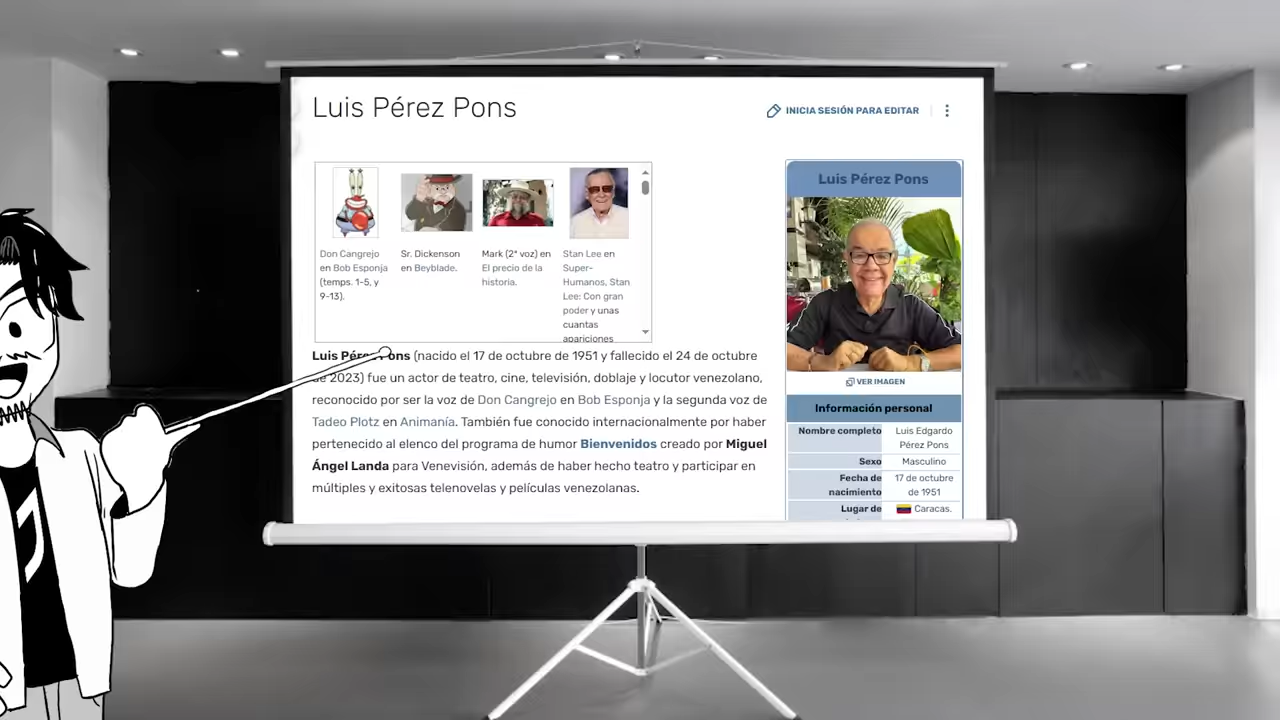 Luis Pérez Pons
INICIA SESIÓN PARA EDITAR
Don Cangrejo
en Bob Esponja
(temps. 1-5, y
9-13).
Sr. Dickenson
en Beyblade.
Mark (2ª voz) en
El precio de la
historia.
Stan Lee en
Super-
Humanos, Stan
Lee: Con gran
poder y unas
cuantas
apariciones
Luis Pérez Pons (nacido el 17 de octubre de 1951 y fallecido el 24 de octubre
de 2023) fue un actor de teatro, cine, televisión, doblaje y locutor venezolano,
reconocido por ser la voz de Don Cangrejo en Bob Esponja y la segunda voz de
Tadeo Plotz en Animanía. También fue conocido internacionalmente por haber
pertenecido al elenco del programa de humor Bienvenidos creado por Miguel
Ángel Landa para Venevisión, además de haber hecho teatro y participar en
múltiples y exitosas telenovelas y películas venezolanas.
Luis Pérez Pons
VER IMAGEN
Información personal
Nombre completo Luis Edgardo
Pérez Pons
Sexo Masculino
Fecha de 17 de octubre
nacimiento de 1951
Lugar de Caracas.